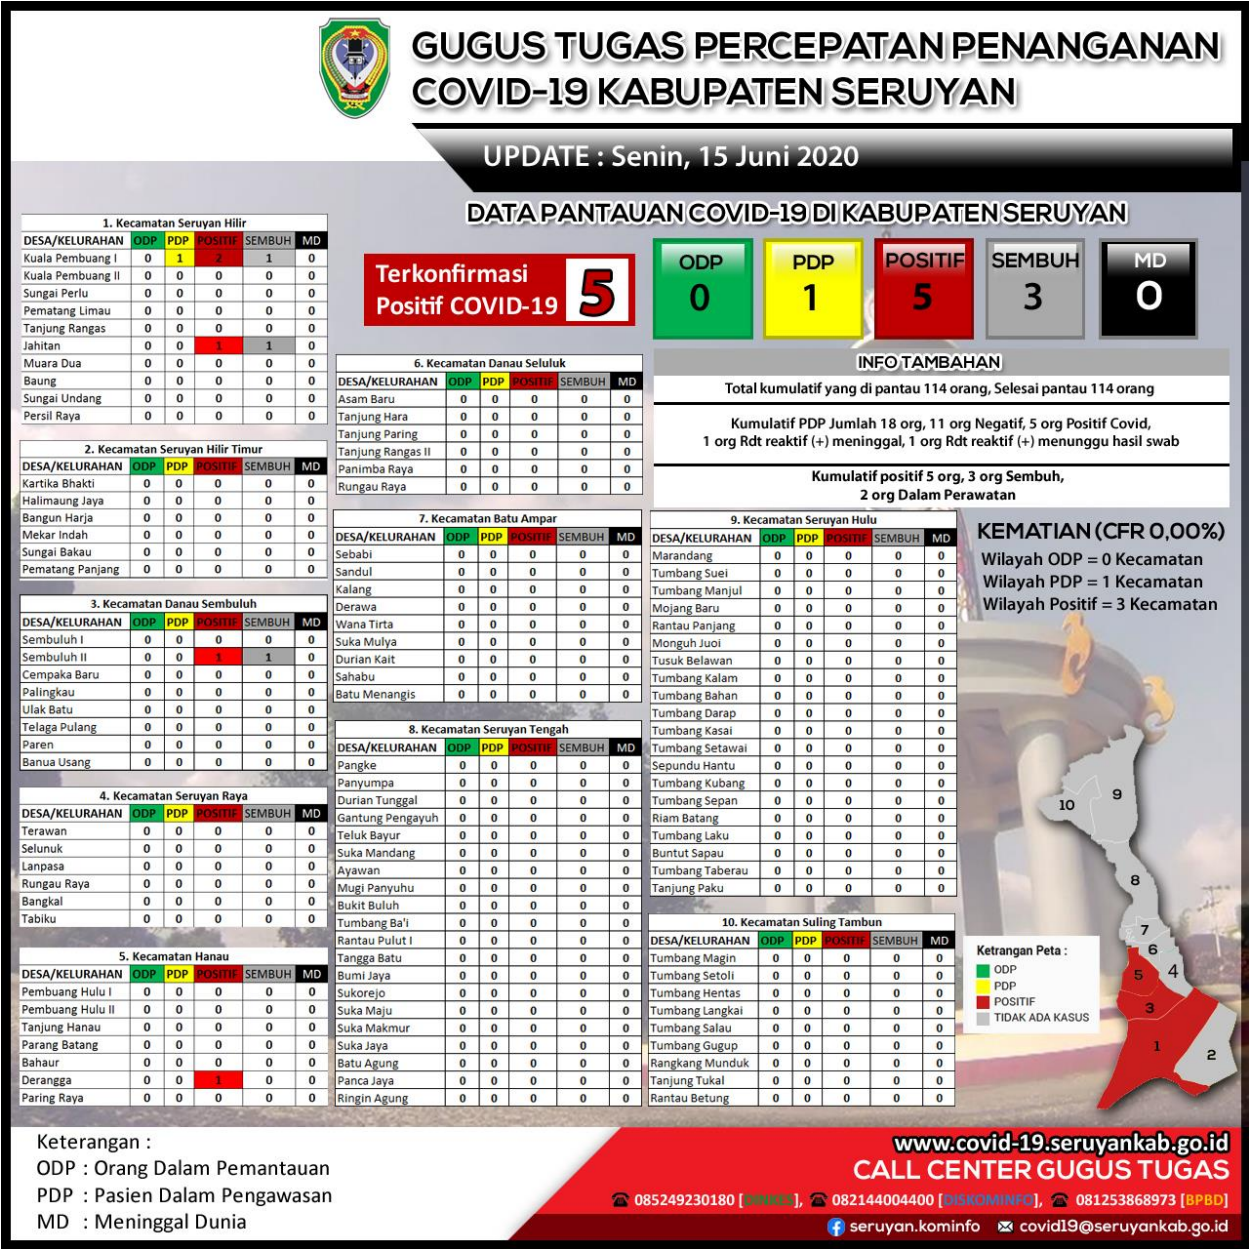 GUGUS TUGAS PERCEPATAN PENANGANAN
COVID-19 KABUPATEN SERUYAN
UPDATE : Senin, 15 Juni 2020
DATA PANTAUAN COVID-19 DI KABUPATEN SERUYAN
Terkonfirmasi
Positif COVID-19 5
ODP PDP POSITIF SEMBUH MD
0 1 5 3 0
INFO TAMBAHAN
Total kumulatif yang di pantau 114 orang, Selesai pantau 114 orang
Kumulatif PDP Jumlah 18 org, 11 org Negatif, 5 org Positif Covid,
1 org Rdt reaktif (+) meninggal, 1 org Rdt reaktif (+) menunggu hasil swab
Kumulatif positif 5 org, 3 org Sembuh,
2 org Dalam Perawatan
1. Kecamatan Seruyan Hilir
DESA/KELURAHAN ODP PDP POSITIF SEMBUH MD
Kuala Pembuang I 0 1 2 1 0
Kuala Pembuang II 0 0 0 0 0
Sungai Perlu 0 0 0 0 0
Pematang Limau 0 0 0 0 0
Tanjung Rangas 0 0 0 0 0
Jahitan 0 0 1 1 0
Muara Dua 0 0 0 0 0
Baung 0 0 0 0 0
Sungai Undang 0 0 0 0 0
Persil Raya 0 0 0 0 0
2. Kecamatan Seruyan Hilir Timur
DESA/KELURAHAN ODP PDP POSITIF SEMBUH MD
Kartika Bhakti 0 0 0 0 0
Halimaung Jaya 0 0 0 0 0
Bangun Harja 0 0 0 0 0
Mekar Indah 0 0 0 0 0
Sungai Bakau 0 0 0 0 0
Pematang Panjang 0 0 0 0 0
3. Kecamatan Danau Sembuluh
DESA/KELURAHAN ODP PDP POSITIF SEMBUH MD
Sembuluh I 0 0 0 0 0
Sembuluh II 0 0 1 1 0
Cempaka Baru 0 0 0 0 0
Palingkau 0 0 0 0 0
Ulak Batu 0 0 0 0 0
Telaga Pulang 0 0 0 0 0
Paren 0 0 0 0 0
Banua Usang 0 0 0 0 0
4. Kecamatan Seruyan Raya
DESA/KELURAHAN ODP PDP POSITIF SEMBUH MD
Terawan 0 0 0 0 0
Selunuk 0 0 0 0 0
Lanpasa 0 0 0 0 0
Rungau Raya 0 0 0 0 0
Bangkal 0 0 0 0 0
Tabiku 0 0 0 0 0
5. Kecamatan Hanau
DESA/KELURAHAN ODP PDP POSITIF SEMBUH MD
Pembuang Hulu I 0 0 0 0 0
Pembuang Hulu II 0 0 0 0 0
Tanjung Hanau 0 0 0 0 0
Parang Batang 0 0 0 0 0
Bahaur 0 0 0 0 0
Derangga 0 0 1 0 0
Paring Raya 0 0 0 0 0
6. Kecamatan Danau Seluluk
DESA/KELURAHAN ODP PDP POSITIF SEMBUH MD
Asam Baru 0 0 0 0 0
Tanjung Hara 0 0 0 0 0
Tanjung Paring 0 0 0 0 0
Tanjung Rangas II 0 0 0 0 0
Panimba Raya 0 0 0 0 0
Rungau Raya 0 0 0 0 0
7. Kecamatan Batu Ampar
DESA/KELURAHAN ODP PDP POSITIF SEMBUH MD
Sebabi 0 0 0 0 0
Sandul 0 0 0 0 0
Kalang 0 0 0 0 0
Derawa 0 0 0 0 0
Wana Tirta 0 0 0 0 0
Suka Mulya 0 0 0 0 0
Durian Kait 0 0 0 0 0
Sahabu 0 0 0 0 0
Batu Menangis 0 0 0 0 0
8. Kecamatan Seruyan Tengah
DESA/KELURAHAN ODP PDP POSITIF SEMBUH MD
Pangke 0 0 0 0 0
Panyumpa 0 0 0 0 0
Durian Tunggal 0 0 0 0 0
Gantung Pengayuh 0 0 0 0 0
Teluk Bayur 0 0 0 0 0
Suka Mandang 0 0 0 0 0
Ayawan 0 0 0 0 0
Mugi Panyuhu 0 0 0 0 0
Bukit Buluh 0 0 0 0 0
Tumbang Ba'i 0 0 0 0 0
Rantau Pulut I 0 0 0 0 0
Tangga Batu 0 0 0 0 0
Bumi Jaya 0 0 0 0 0
Sukorejo 0 0 0 0 0
Suka Maju 0 0 0 0 0
Suka Makmur 0 0 0 0 0
Suka Jaya 0 0 0 0 0
Batu Agung 0 0 0 0 0
Panca Jaya 0 0 0 0 0
Ringin Agung 0 0 0 0 0
9. Kecamatan Seruyan Hulu
DESA/KELURAHAN ODP PDP POSITIF SEMBUH MD
Marandang 0 0 0 0 0
Tumbang Suei 0 0 0 0 0
Tumbang Manjul 0 0 0 0 0
Mojang Baru 0 0 0 0 0
Rantau Panjang 0 0 0 0 0
Monguh Juoi 0 0 0 0 0
Tusuk Belawan 0 0 0 0 0
Tumbang Kalam 0 0 0 0 0
Tumbang Bahan 0 0 0 0 0
Tumbang Darap 0 0 0 0 0
Tumbang Kasai 0 0 0 0 0
Tumbang Setawai 0 0 0 0 0
Sepundu Hantu 0 0 0 0 0
Tumbang Kubang 0 0 0 0 0
Tumbang Sepan 0 0 0 0 0
Riam Batang 0 0 0 0 0
Tumbang Laku 0 0 0 0 0
Buntut Sapau 0 0 0 0 0
Tumbang Taberau 0 0 0 0 0
Tanjung Paku 0 0 0 0 0
10. Kecamatan Suling Tambun
DESA/KELURAHAN ODP PDP POSITIF SEMBUH MD
Tumbang Magin 0 0 0 0 0
Tumbang Setoli 0 0 0 0 0
Tumbang Hentas 0 0 0 0 0
Tumbang Langkai 0 0 0 0 0
Tumbang Salau 0 0 0 0 0
Tumbang Gugup 0 0 0 0 0
Rangkang Munduk 0 0 0 0 0
Tanjung Tukal 0 0 0 0 0
Rantau Betung 0 0 0 0 0
KEMATIAN (CFR 0,00%)
Wilayah ODP = 0 Kecamatan
Wilayah PDP = 1 Kecamatan
Wilayah Positif = 3 Kecamatan
10
9
8
7
6
5
4
3
1
2
Ketrangan Peta :
ODP
PDP
POSITIF
TIDAK ADA KASUS
Keterangan :
ODP : Orang Dalam Pemantauan
PDP : Pasien Dalam Pengawasan
MD : Meninggal Dunia
www.covid-19.seruyankab.go.id
CALL CENTER GUGUS TUGAS
085249230180 [DINKES], 082144004400 [DISKOMINFO], 081253868973 [BPBD]
seruyan.kominfo covid19@seruyankab.go.id